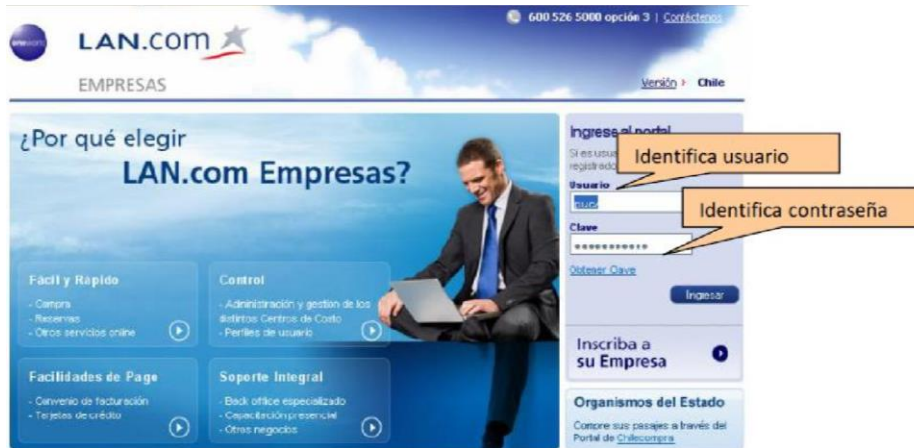 600 526 5000 opción 3 | Contáctenos
oneworld
LAN.com
EMPRESAS
Versión > Chile
¿Por qué elegir
LAN.com Empresas?
Fácil y Rápido
- Compra
- Reservas
- Otros servicios online
Control
- Administración y gestión de los
distintos Centros de Costo
- Perfiles de usuario
Facilidades de Pago
- Convenio de facturación
- Tarjetas de crédito
Soporte Integral
- Back office especializado
- Capacitación presencial
- Otros negocios
Ingrese al portal
Si es
registrado
Identifica usuario
Usuario
Identifica contraseña
Clave
***********
Obtener Clave
Ingresar
Inscriba a
su Empresa
Organismos del Estado
Compre sus pasajes a través del
Portal de Chilecompra